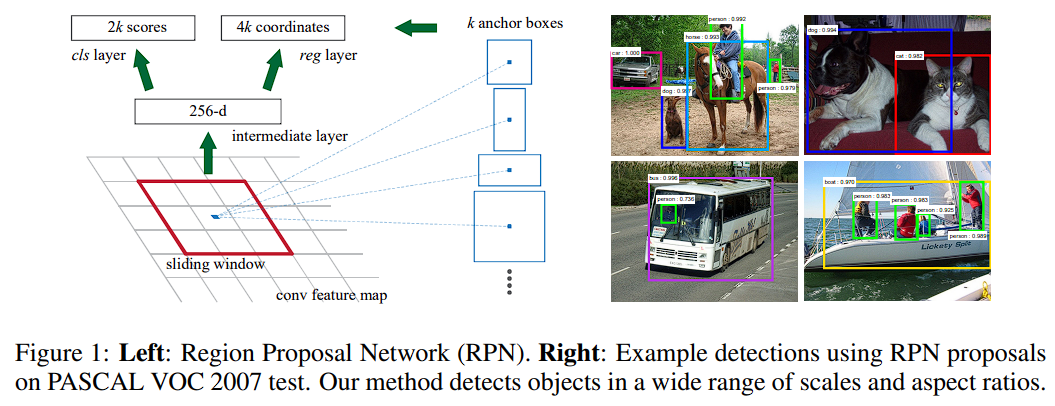 2k scores
4k coordinates
k anchor boxes
cls layer
reg layer
256-d
intermediate layer
sliding window
conv feature map
person : 0.992
horse : 0.993
car : 1.000
dog : 0.997
person : 0.979
dog : 0.994
cat : 0.982
bus : 0.996
person : 0.736
boat : 0.970
person : 0.983
person : 0.983
person : 0.925
person : 0.989
Lickety Split
Figure 1: Left: Region Proposal Network (RPN). Right: Example detections using RPN proposals
on PASCAL VOC 2007 test. Our method detects objects in a wide range of scales and aspect ratios.